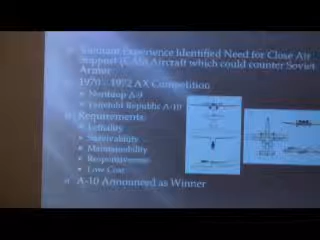 Vietnam Experience Identified Need for Close Air
Support (CAS) Aircraft which could counter Soviet
Armor
1970 – 1972 AX Competition
Northrop A-9
Fairchild Republic A-10
Requirements
Lethality
Survivability
Maintainability
Responsiveness
Low Cost
A-10 Announced as Winner